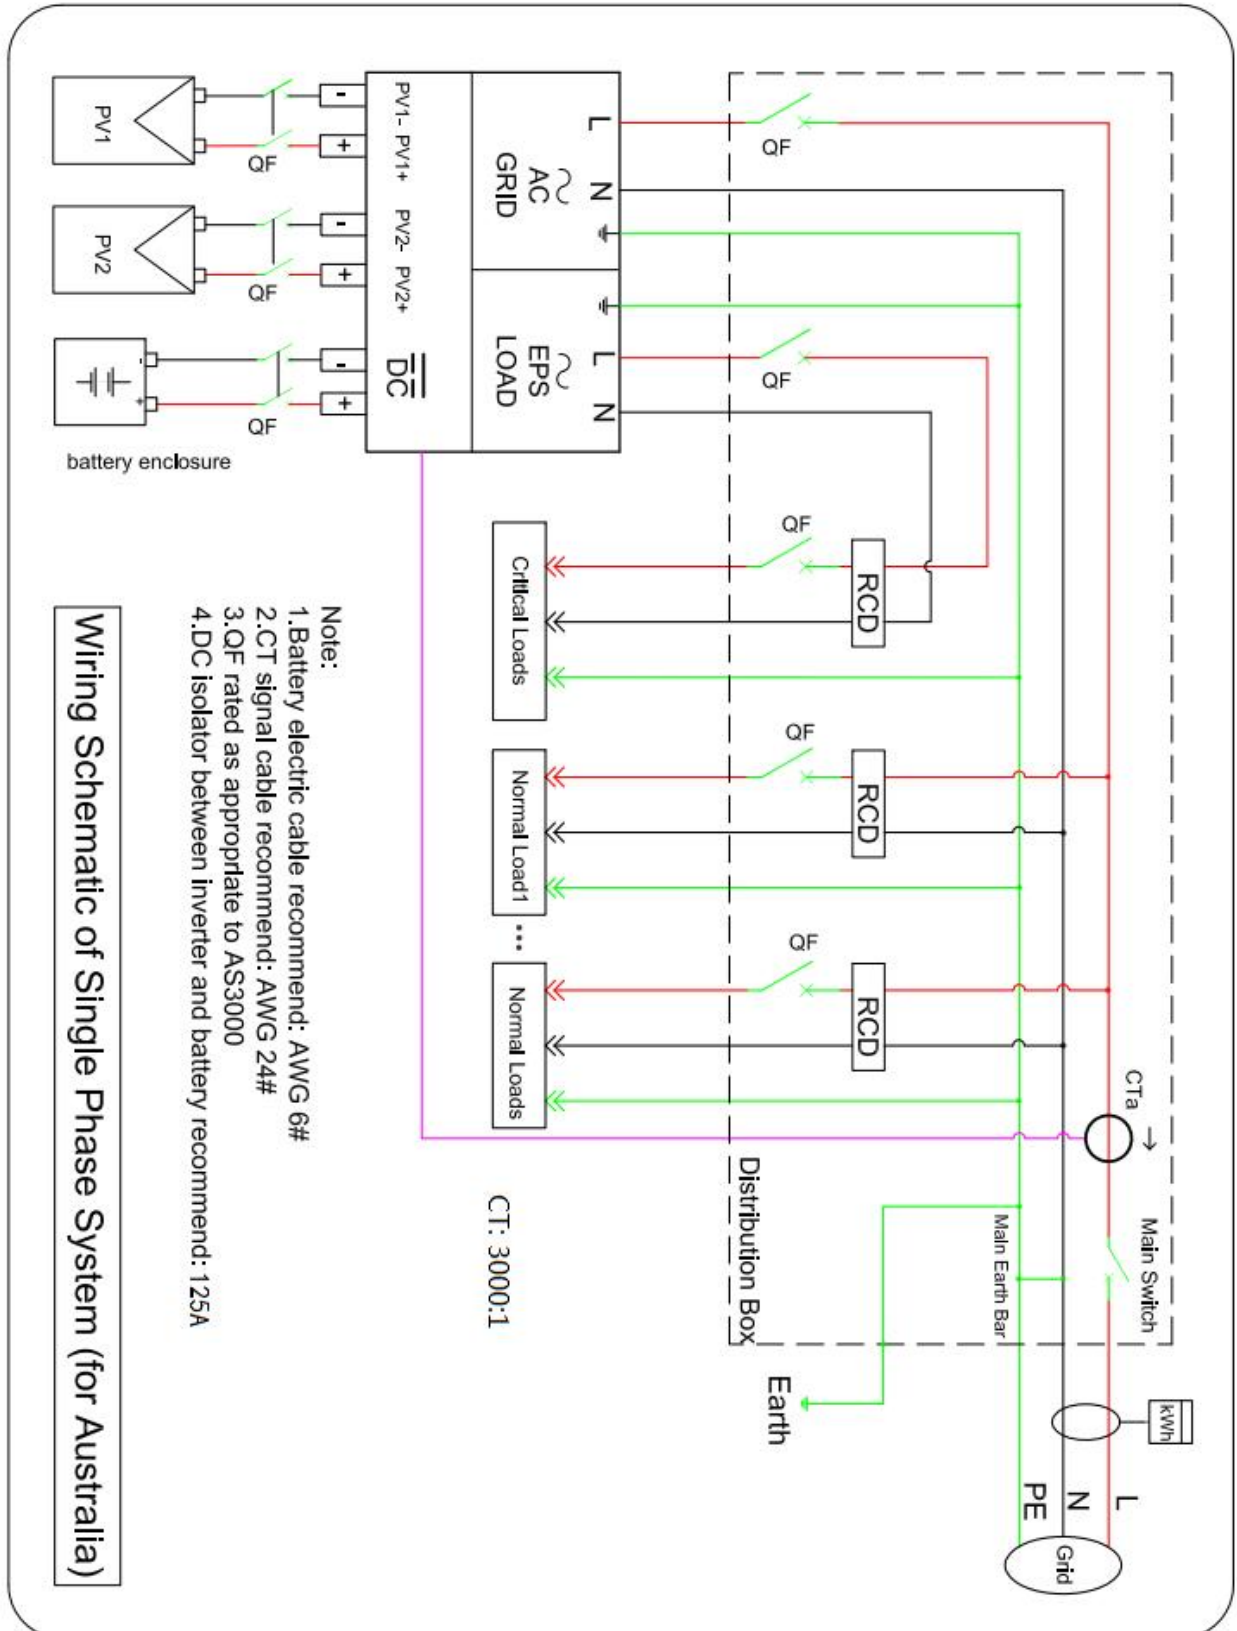 PV1
QF
-
+
PV1- PV1+
PV2
QF
-
+
PV2- PV2+
battery enclosure
-
+
QF
-
+
DC
L
N
AC
GRID
EPS
LOAD
L
N
QF
QF
QF
RCD
Critical Loads
QF
RCD
Normal Load1
...
QF
RCD
Normal Loads
CTa
→
Main Switch
Main Earth Bar
Distribution Box
Earth
kWh
L
N
PE
Grid
CT: 3000:1
Note:
1.Battery electric cable recommend: AWG 6#
2.CT signal cable recommend: AWG 24#
3.QF rated as appropriate to AS3000
4.DC isolator between inverter and battery recommend: 125A
Wiring Schematic of Single Phase System (for Australia)